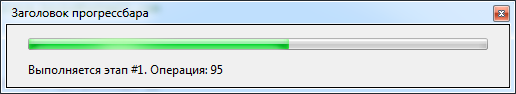 Заголовок прогрессбара
Выполняется этап #1. Операция: 95